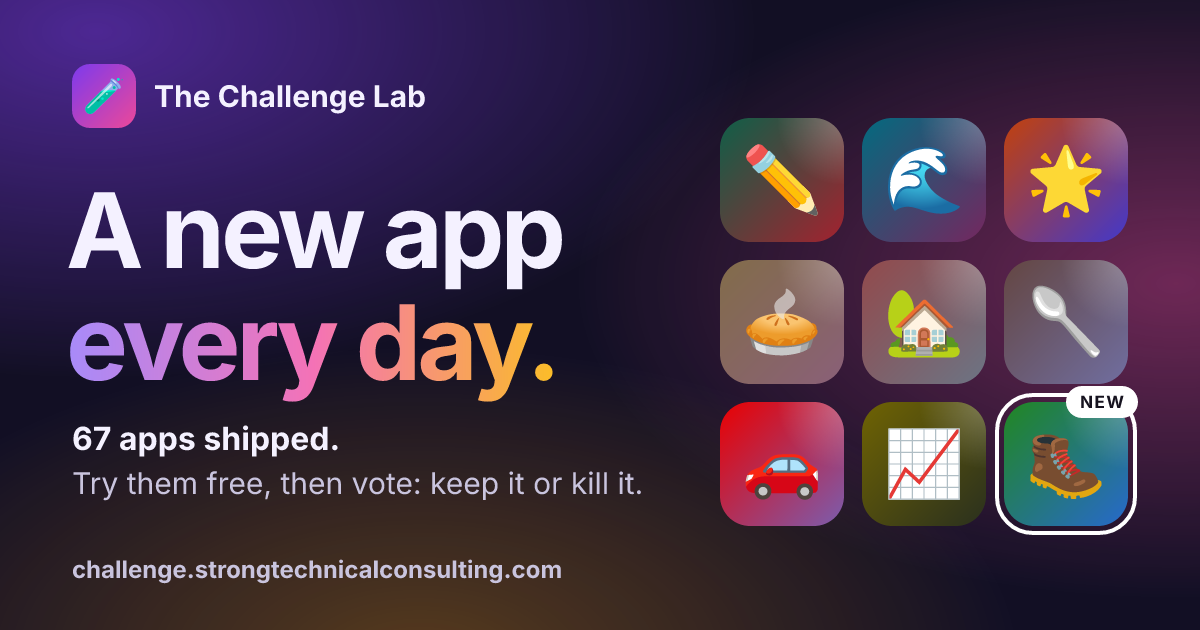 The Challenge Lab
A new app
every day.
67 apps shipped.
Try them free, then vote: keep it or kill it.
challenge.strongtechnicalconsulting.com
NEW